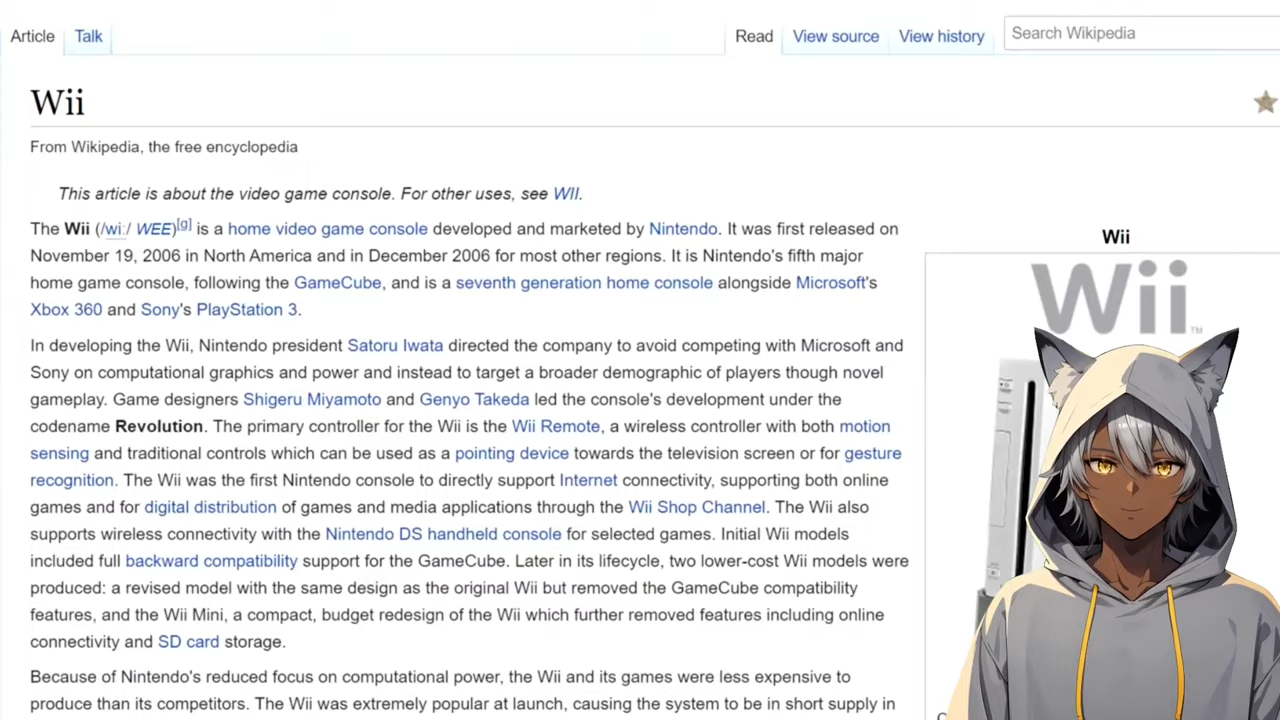 Article Talk Read View source View history Search Wikipedia
Wii
From Wikipedia, the free encyclopedia
This article is about the video game console. For other uses, see WII.
The Wii (/wiː/ WEE)[g] is a home video game console developed and marketed by Nintendo. It was first released on
November 19, 2006 in North America and in December 2006 for most other regions. It is Nintendo's fifth major
home game console, following the GameCube, and is a seventh generation home console alongside Microsoft's
Xbox 360 and Sony's PlayStation 3.
In developing the Wii, Nintendo president Satoru Iwata directed the company to avoid competing with Microsoft and
Sony on computational graphics and power and instead to target a broader demographic of players though novel
gameplay. Game designers Shigeru Miyamoto and Genyo Takeda led the console's development under the
codename Revolution. The primary controller for the Wii is the Wii Remote, a wireless controller with both motion
sensing and traditional controls which can be used as a pointing device towards the television screen or for gesture
recognition. The Wii was the first Nintendo console to directly support Internet connectivity, supporting both online
games and for digital distribution of games and media applications through the Wii Shop Channel. The Wii also
supports wireless connectivity with the Nintendo DS handheld console for selected games. Initial Wii models
included full backward compatibility support for the GameCube. Later in its lifecycle, two lower-cost Wii models were
produced: a revised model with the same design as the original Wii but removed the GameCube compatibility
features, and the Wii Mini, a compact, budget redesign of the Wii which further removed features including online
connectivity and SD card storage.
Because of Nintendo's reduced focus on computational power, the Wii and its games were less expensive to
produce than its competitors. The Wii was extremely popular at launch, causing the system to be in short supply in
Wii
Wii™